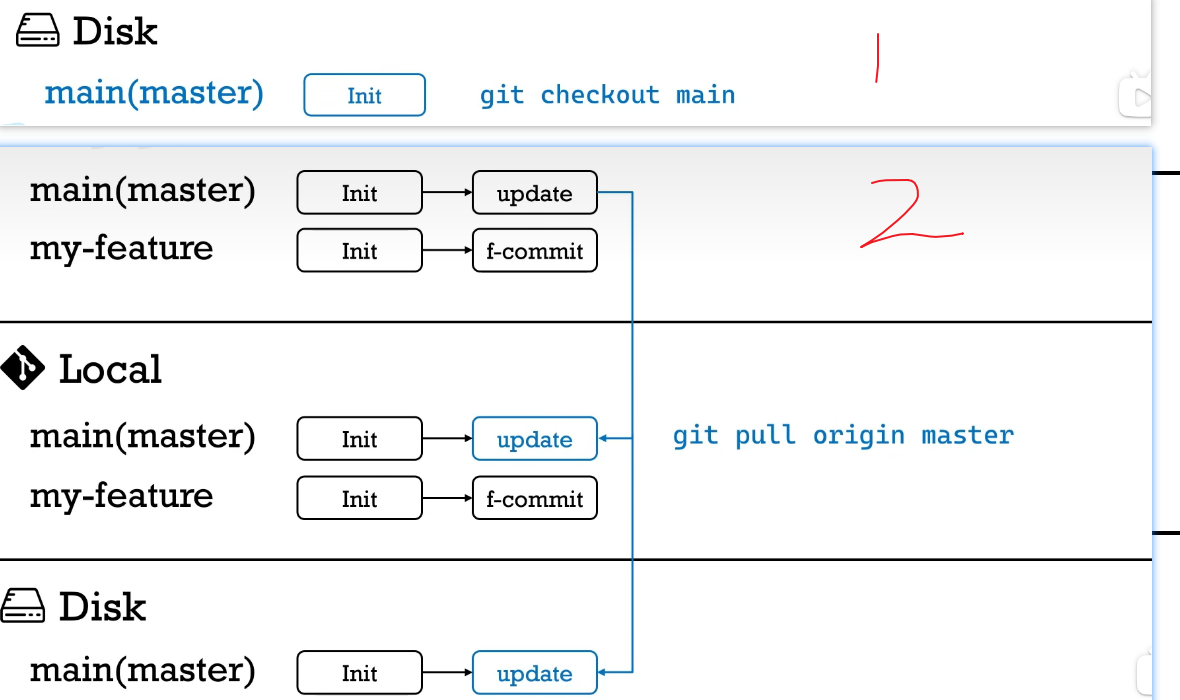 Disk
main(master) Init git checkout main
1
main(master) Init update
2
my-feature Init f-commit
Local
main(master) Init update git pull origin master
my-feature Init f-commit
Disk
main(master) Init update